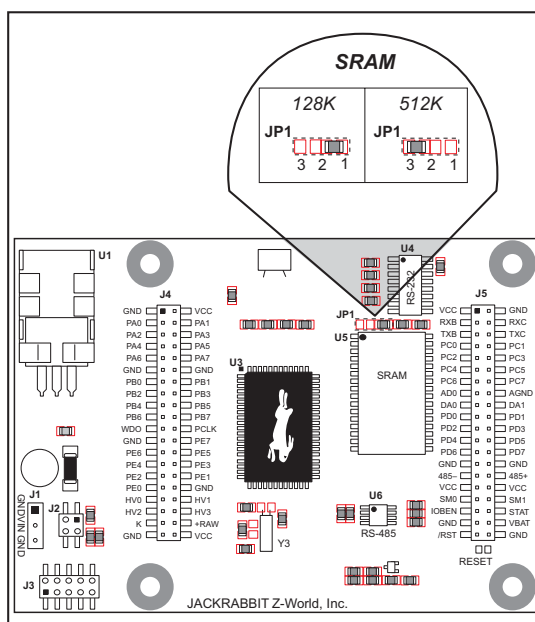 SRAM
128K 512K
JP1 JP1
3 2 1 3 2 1
U1
U4
RS-232
J4
J5
JP1
U5
SRAM
U3
GND VCC
PA0 PA1
PA2 PA3
PA4 PA5
PA6 PA7
GND GND
PB0 PB1
PB2 PB3
PB4 PB5
PB6 PB7
WDO PCLK
GND PE7
PE6 PE5
PE4 PE3
PE2 PE1
PE0 GND
HV0 HV1
HV2 HV3
K +RAW
GND VCC
VCC GND
RXB RXC
TXB TXC
PC0 PC1
PC2 PC3
PC4 PC5
PC6 PC7
AD0 AGND
DA0 DA1
PD0 PD1
PD2 PD3
PD4 PD5
PD6 PD7
GND GND
485– 485+
VCC VCC
SM0 SM1
IOBEN STAT
GND VBAT
/RST GND
RESET
J1
GND VIN GND
J2
J3
Y3
U6
RS-485
JACKRABBIT Z-World, Inc.